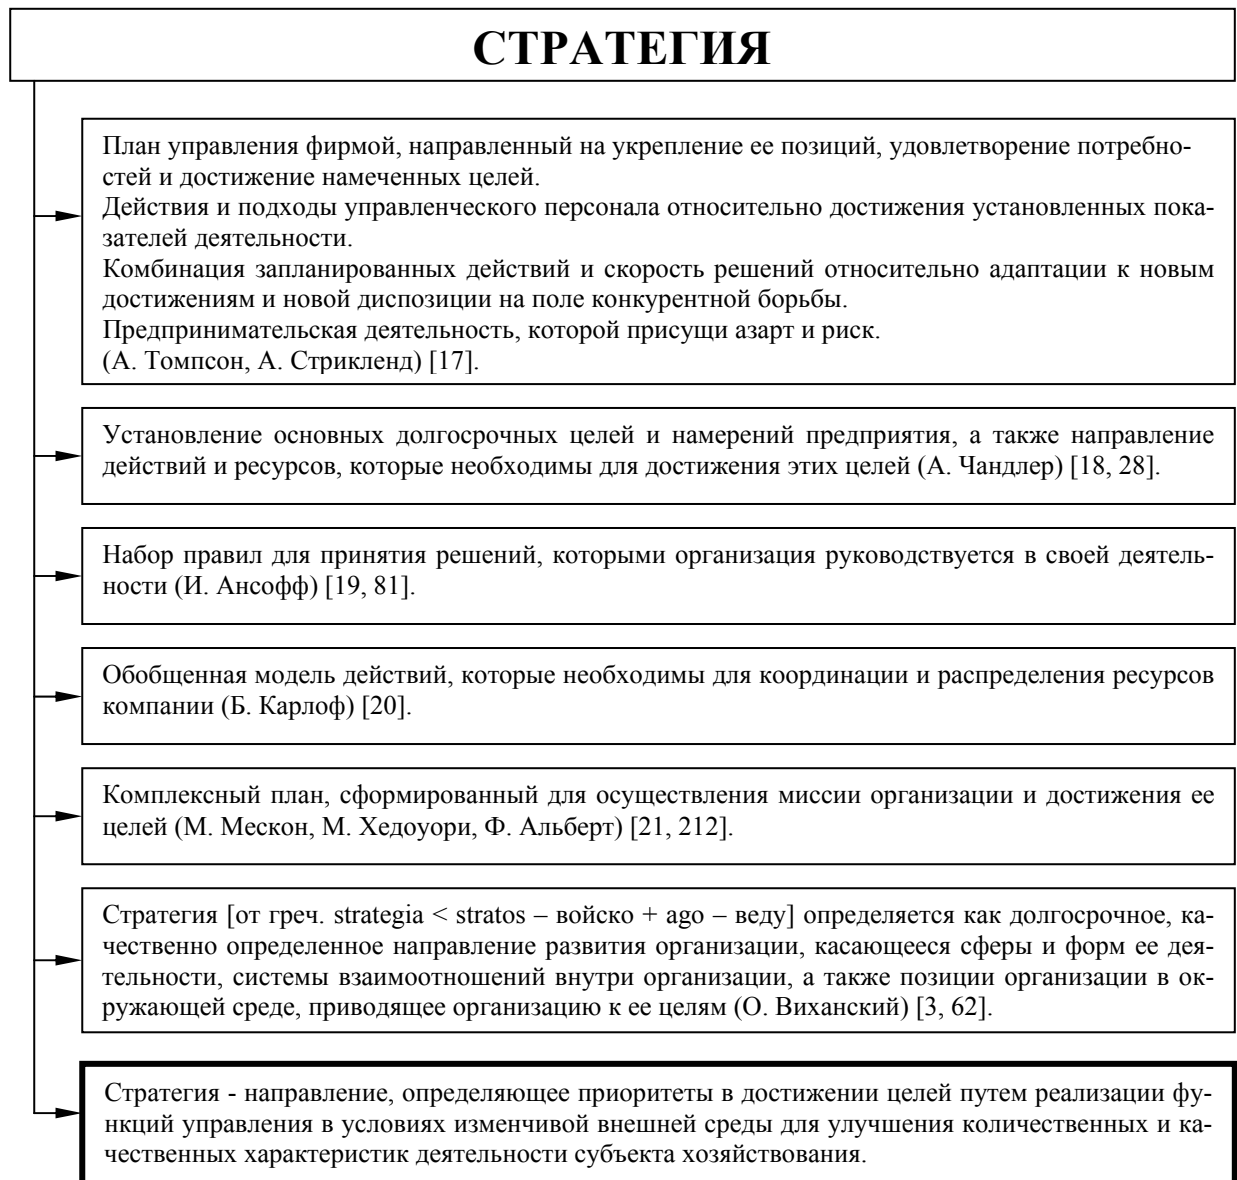 СТРАТЕГИЯ
План управления фирмой, направленный на укрепление ее позиций, удовлетворение потребно-
стей и достижение намеченных целей.
Действия и подходы управленческого персонала относительно достижения установленных пока-
зателей деятельности.
Комбинация запланированных действий и скорость решений относительно адаптации к новым
достижениям и новой диспозиции на поле конкурентной борьбы.
Предпринимательская деятельность, которой присущи азарт и риск.
(А. Томпсон, А. Стрикленд) [17].
Установление основных долгосрочных целей и намерений предприятия, а также направление
действий и ресурсов, которые необходимы для достижения этих целей (А. Чандлер) [18, 28].
Набор правил для принятия решений, которыми организация руководствуется в своей деятель-
ности (И. Ансофф) [19, 81].
Обобщенная модель действий, которые необходимы для координации и распределения ресурсов
компании (Б. Карлоф) [20].
Комплексный план, сформированный для осуществления миссии организации и достижения ее
целей (М. Мескон, М. Хедоуори, Ф. Альберт) [21, 212].
Стратегия [от греч. strategia < stratos – войско + ago – веду] определяется как долгосрочное, ка-
чественно определенное направление развития организации, касающееся сферы и форм ее дея-
тельности, системы взаимоотношений внутри организации, а также позиции организации в ок-
ружающей среде, приводящее организацию к ее целям (О. Виханский) [3, 62].
Стратегия - направление, определяющее приоритеты в достижении целей путем реализации фу-
нкций управления в условиях изменчивой внешней среды для улучшения количественных и ка-
чественных характеристик деятельности субъекта хозяйствования.